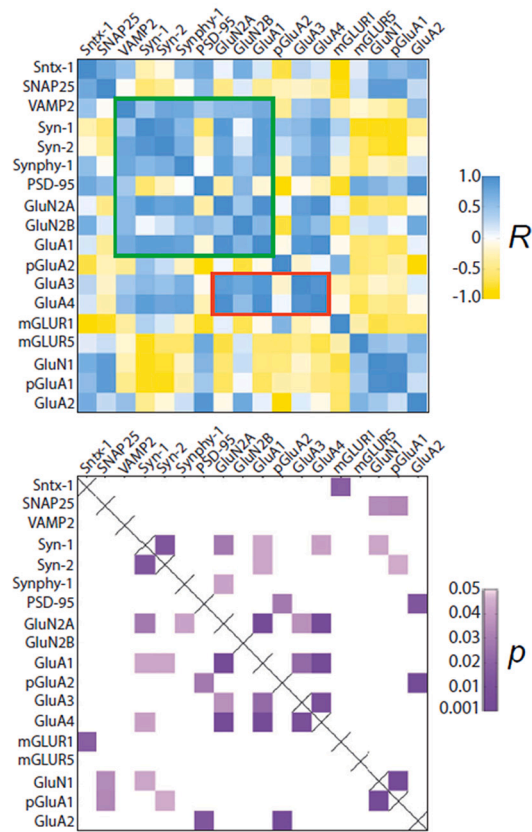 Sntx-1 SNAP25 VAMP2 Syn-1 Syn-2 Synphy-1 PSD-95 GluN2A GluN2B GluA1 pGluA2 GluA3 GluA4 mGLUR1 mGLUR5 GluN1 pGluA1 GluA2
Sntx-1
SNAP25
VAMP2
Syn-1
Syn-2
Synphy-1
PSD-95
GluN2A
GluN2B
GluA1
pGluA2
GluA3
GluA4
mGLUR1
mGLUR5
GluN1
pGluA1
GluA2
1.0
0.5
0
-0.5
-1.0
R
Sntx-1 SNAP25 VAMP2 Syn-1 Syn-2 Synphy-1 PSD-95 GluN2A GluN2B GluA1 pGluA2 GluA3 GluA4 mGLUR1 mGLUR5 GluN1 pGluA1 GluA2
Sntx-1
SNAP25
VAMP2
Syn-1
Syn-2
Synphy-1
PSD-95
GluN2A
GluN2B
GluA1
pGluA2
GluA3
GluA4
mGLUR1
mGLUR5
GluN1
pGluA1
GluA2
0.05
0.04
0.03
0.02
0.01
0.001
p